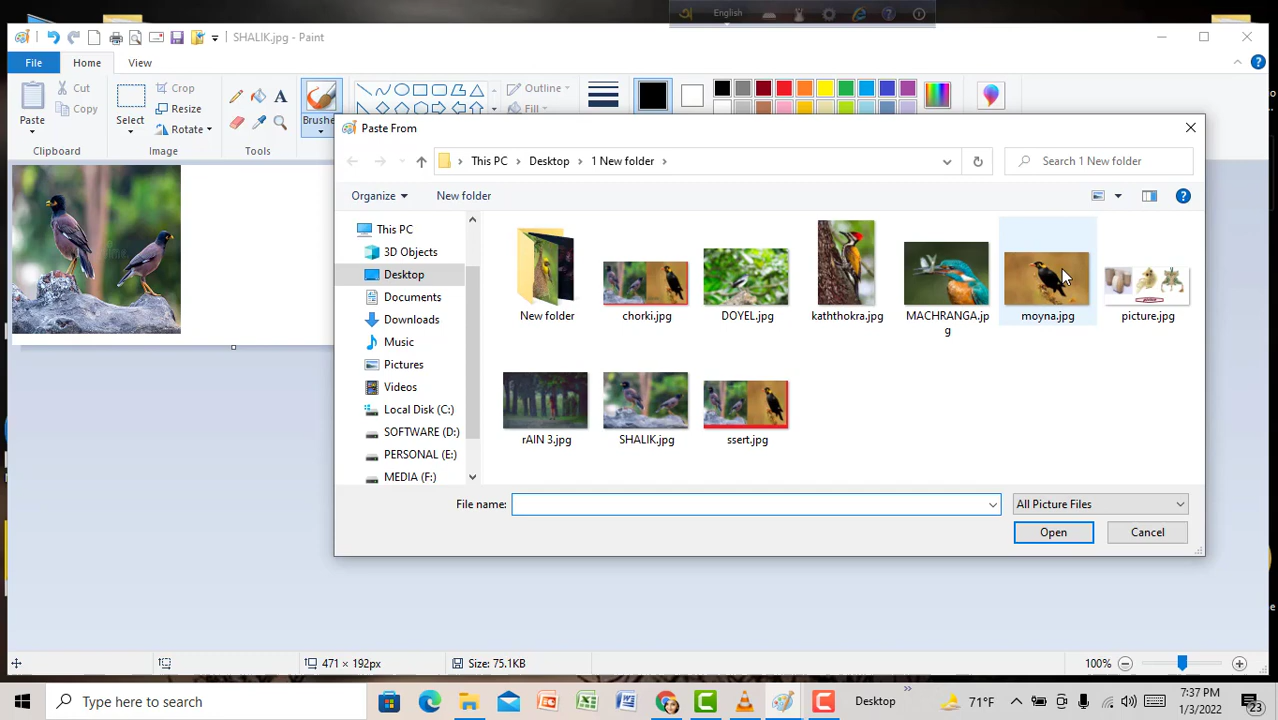 English
SHALIK.jpg - Paint
File
Home
View
Paste
Cut
Copy
Clipboard
Select
Crop
Resize
Rotate
Image
A
Tools
Brushe
Outline
Fill
Paste From
This PC
Desktop
1 New folder
Search 1 New folder
Organize
New folder
This PC
3D Objects
Desktop
Documents
Downloads
Music
Pictures
Videos
Local Disk (C:)
SOFTWARE (D:)
PERSONAL (E:)
MEDIA (F:)
New folder
chorki.jpg
DOYEL.jpg
kaththokra.jpg
MACHRANGA.jp
g
moyna.jpg
picture.jpg
rAIN 3.jpg
SHALIK.jpg
ssert.jpg
File name:
All Picture Files
Open
Cancel
471 × 192px
Size: 75.1KB
100%
Type here to search
Desktop
71°F
7:37 PM
1/3/2022
23